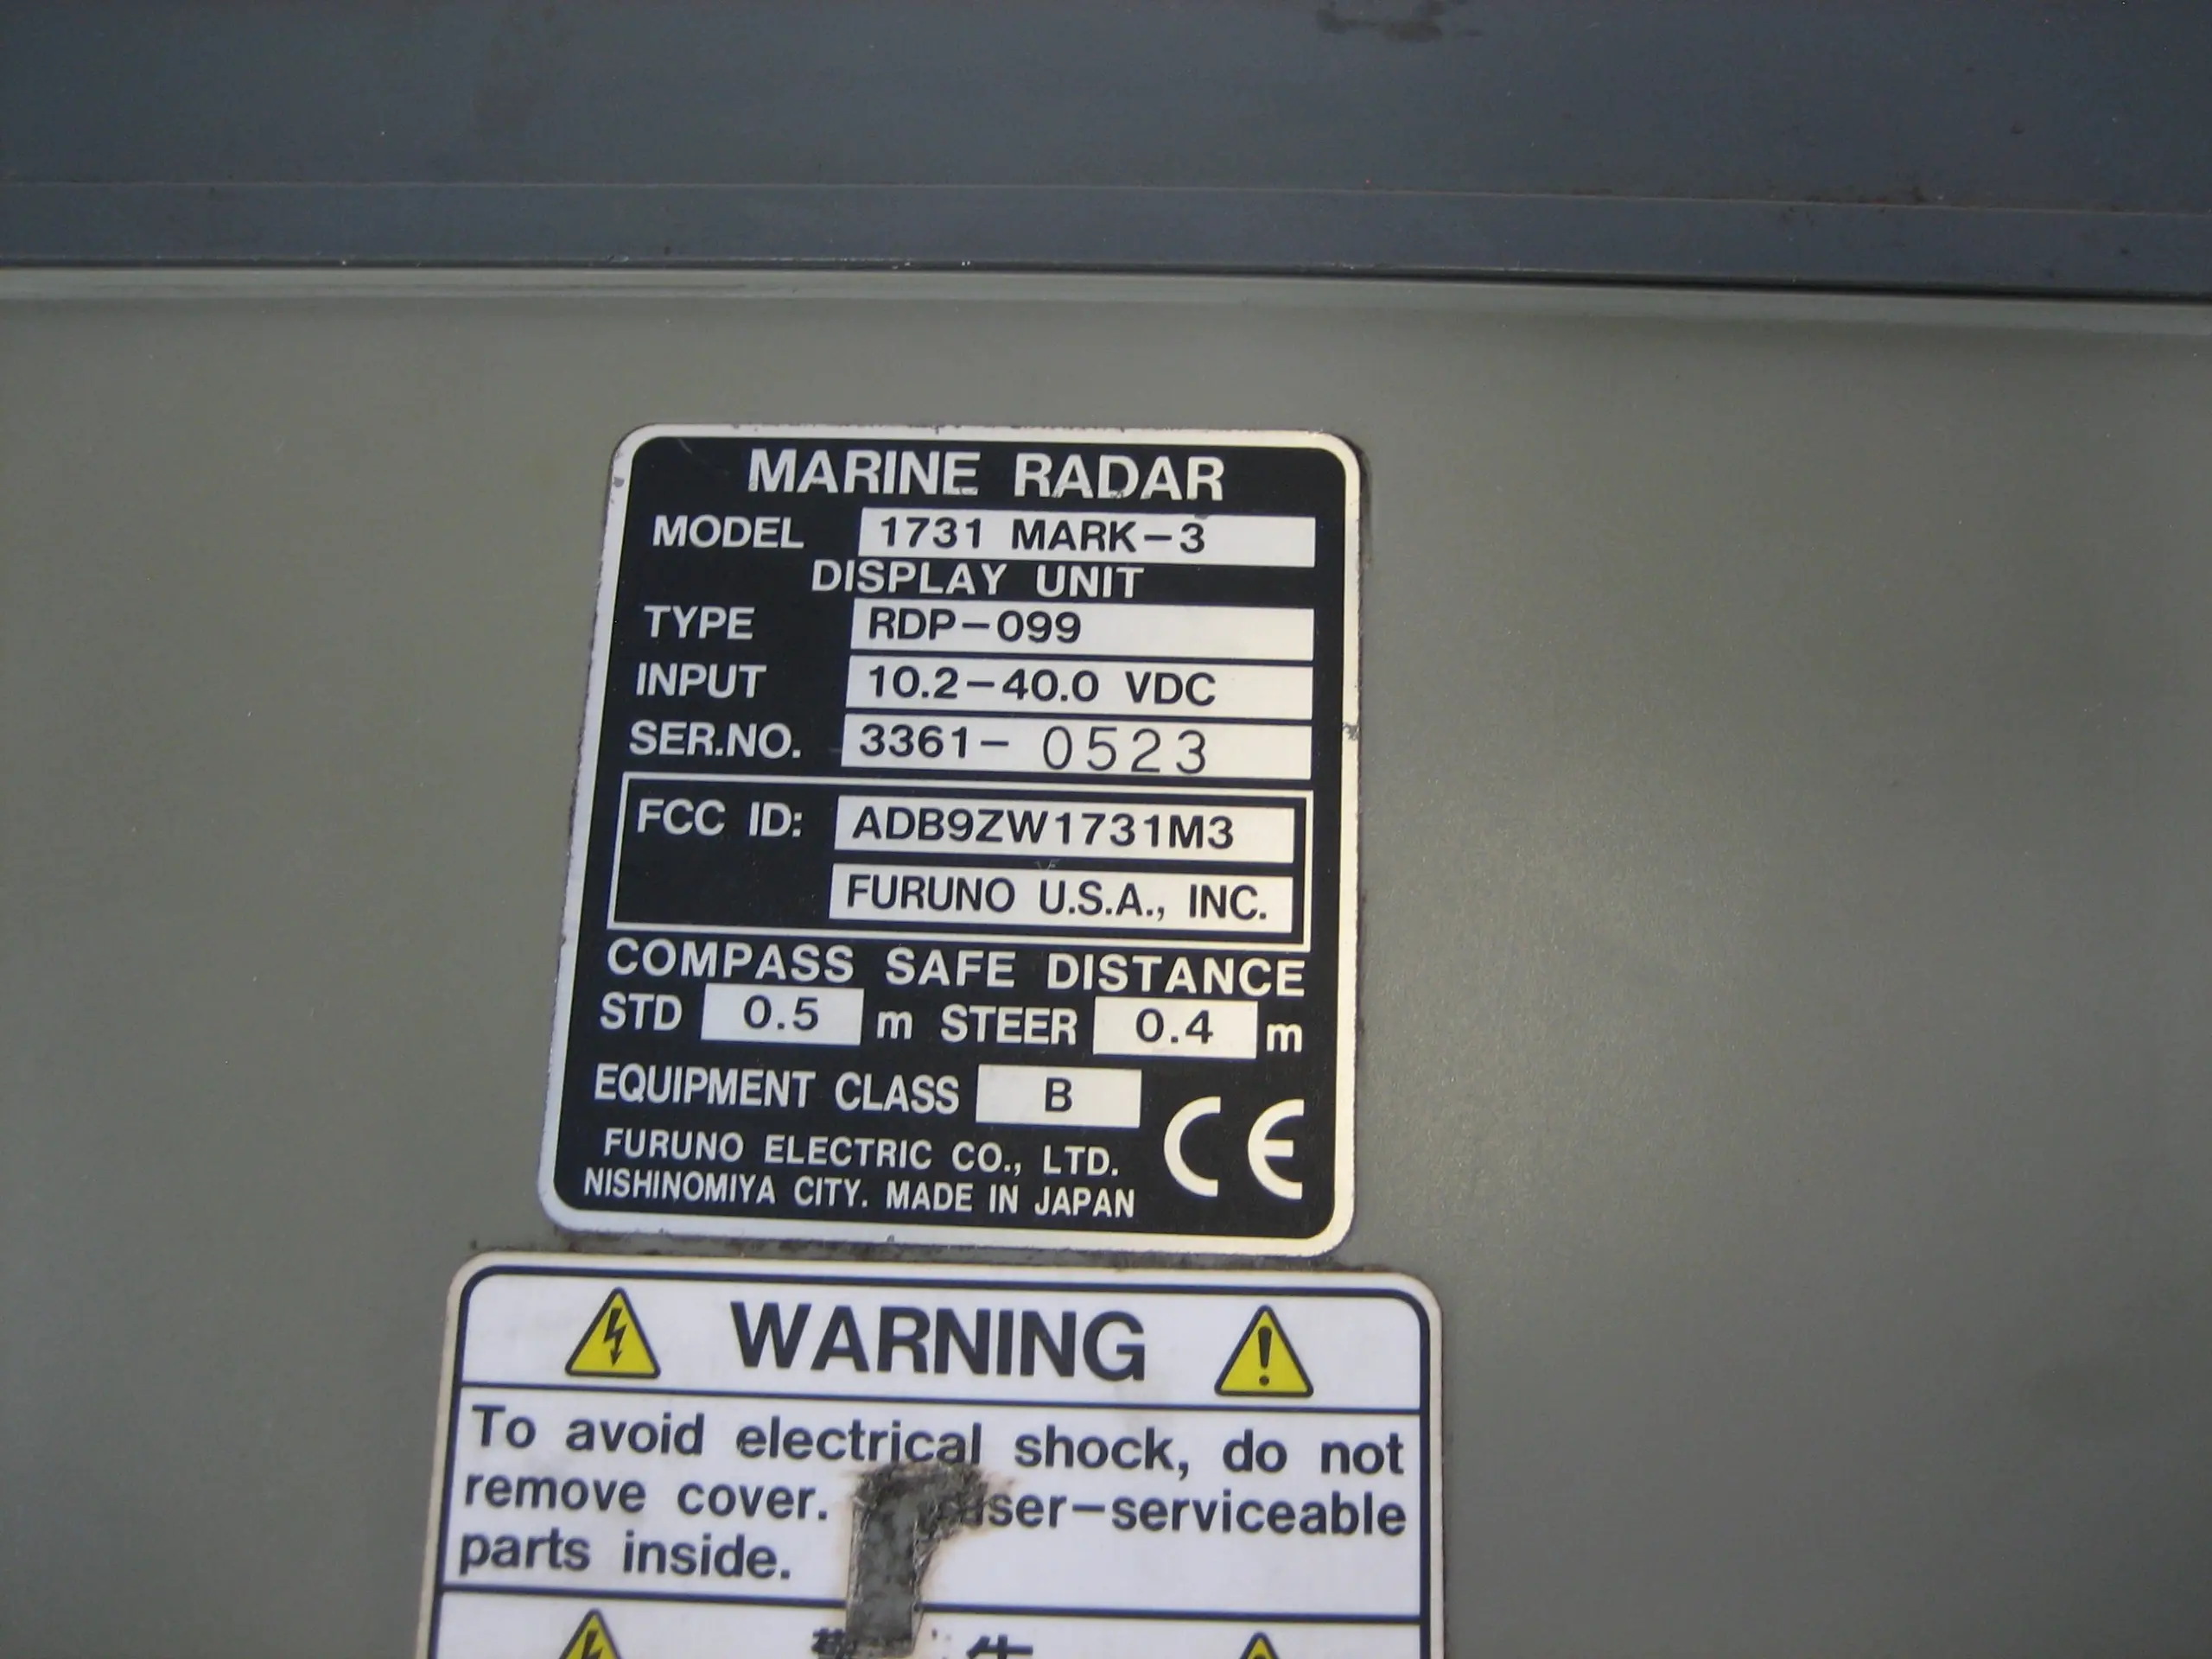 MARINE RADAR
MODEL 1731 MARK-3
DISPLAY UNIT
TYPE RDP-099
INPUT 10.2-40.0 VDC
SER.NO. 3361- 0523
FCC ID: ADB9ZW1731M3
FURUNO U.S.A., INC.
COMPASS SAFE DISTANCE
STD 0.5 m STEER 0.4 m
EQUIPMENT CLASS B
CE
FURUNO ELECTRIC CO., LTD.
NISHINOMIYA CITY. MADE IN JAPAN
WARNING
To avoid electrical shock, do not
remove cover. user-serviceable
parts inside.